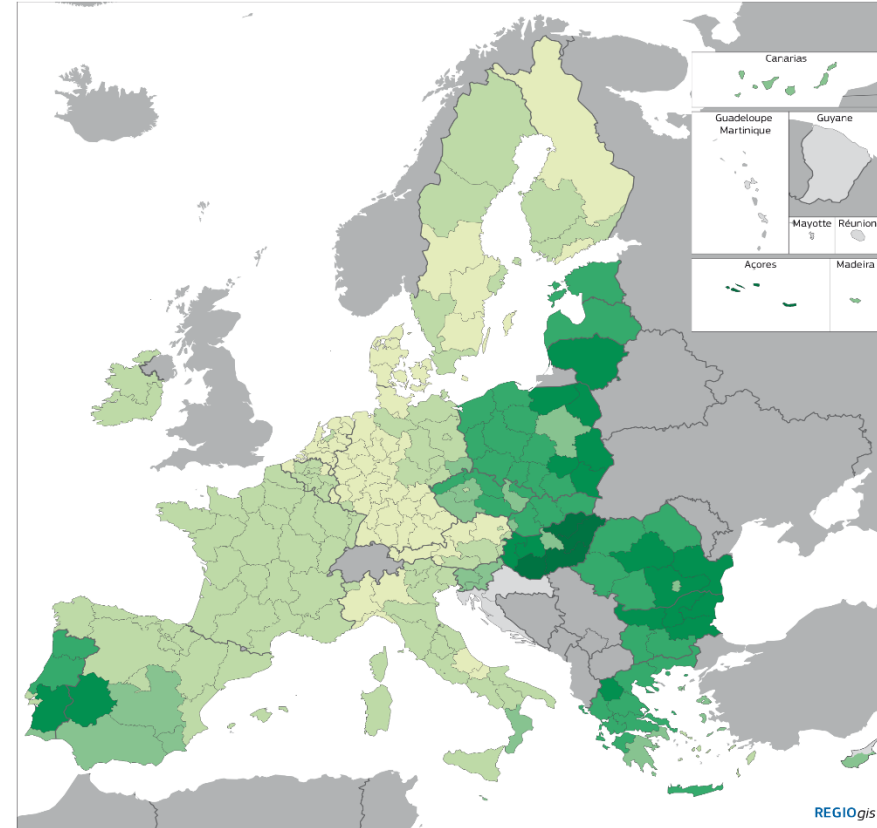 Canarias
Guadeloupe
Martinique
Guyane
Mayotte
Réunion
Açores
Madeira
REGIOgis